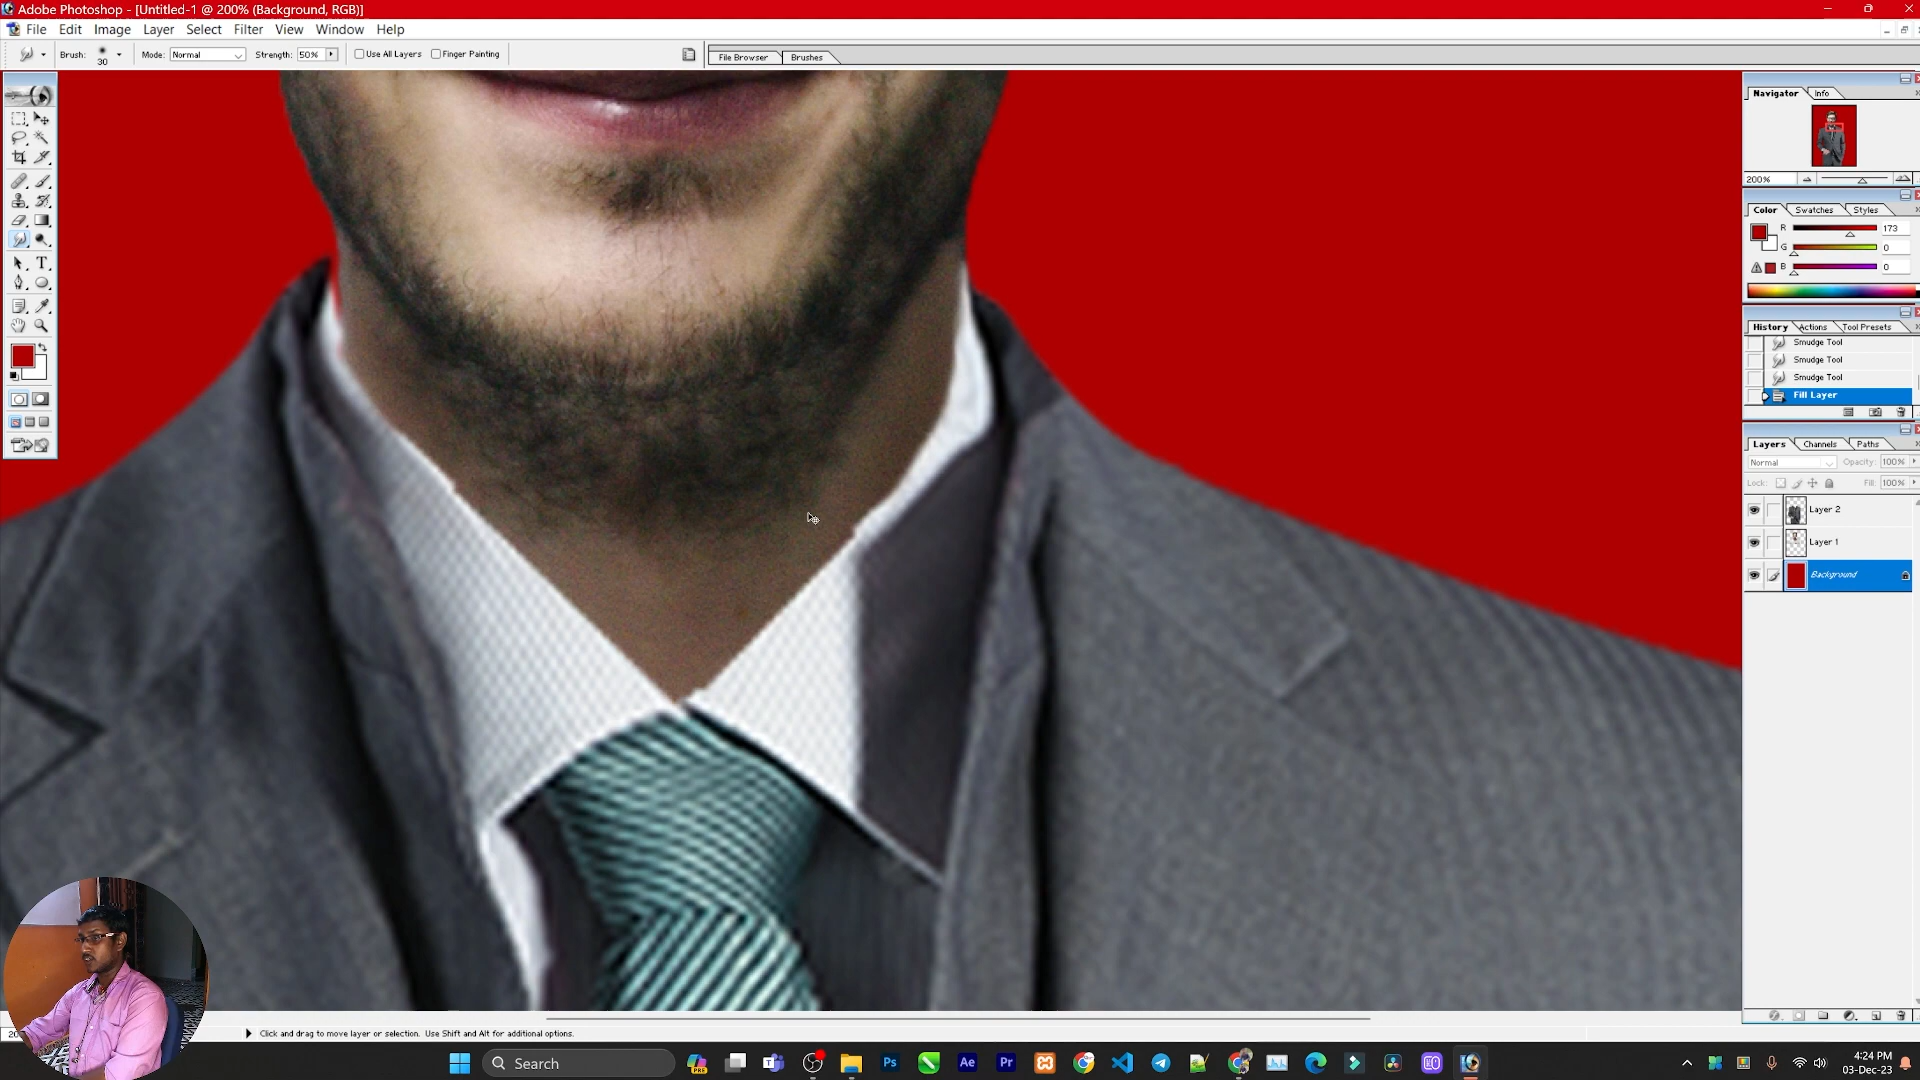 Adobe Photoshop - [Untitled-1 @ 200% (Background, RGB)]
File Edit Image Layer Select Filter View Window Help
Brush: 30 Mode: Normal Strength: 50% Use All Layers Finger Painting File Browser Brushes
Navigator Info
200%
Color Swatches Styles
R 173
G 0
B 0
History Actions Tool Presets
Smudge Tool
Smudge Tool
Smudge Tool
Fill Layer
Layers Channels Paths
Normal Opacity: 100%
Lock: Fill: 100%
Layer 2
Layer 1
Background
T
Click and drag to move layer or selection. Use Shift and Alt for additional options.
Search
PRE
Ps
Ae
Pr
4:24 PM
03-Dec-23